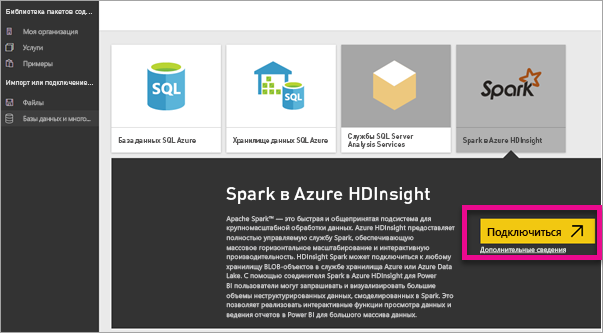 Библиотека пакетов сод...
Моя организация
Услуги
Примеры
Импорт или подключение...
Файлы
Базы данных и много...
SQL
SQL
Spark
База данных SQL Azure
Хранилище данных SQL Azure
Службы SQL Server
Analysis Services
Spark в Azure HDInsight
Spark в Azure HDInsight
Apache Spark™ — это быстрая и общепринятая подсистема для
крупномасштабной обработки данных. Azure HDInsight предоставляет
полностью управляемую службу Spark, обеспечивающую
массовое горизонтальное масштабирование и интерактивную
производительность. HDInsight Spark может подключиться к любому
хранилищу BLOB-объектов в службе хранилища Azure или Azure Data
Lake. С помощью соединителя Spark в Azure HDInsight для Power
BI пользователи могут запрашивать и визуализировать большие
объемы неструктурированных данных, смоделированных в Spark. Это
позволяет реализовать интерактивные функции просмотра данных и
ведения отчетов в Power BI для большого массива данных.
Подключиться
Дополнительные сведения